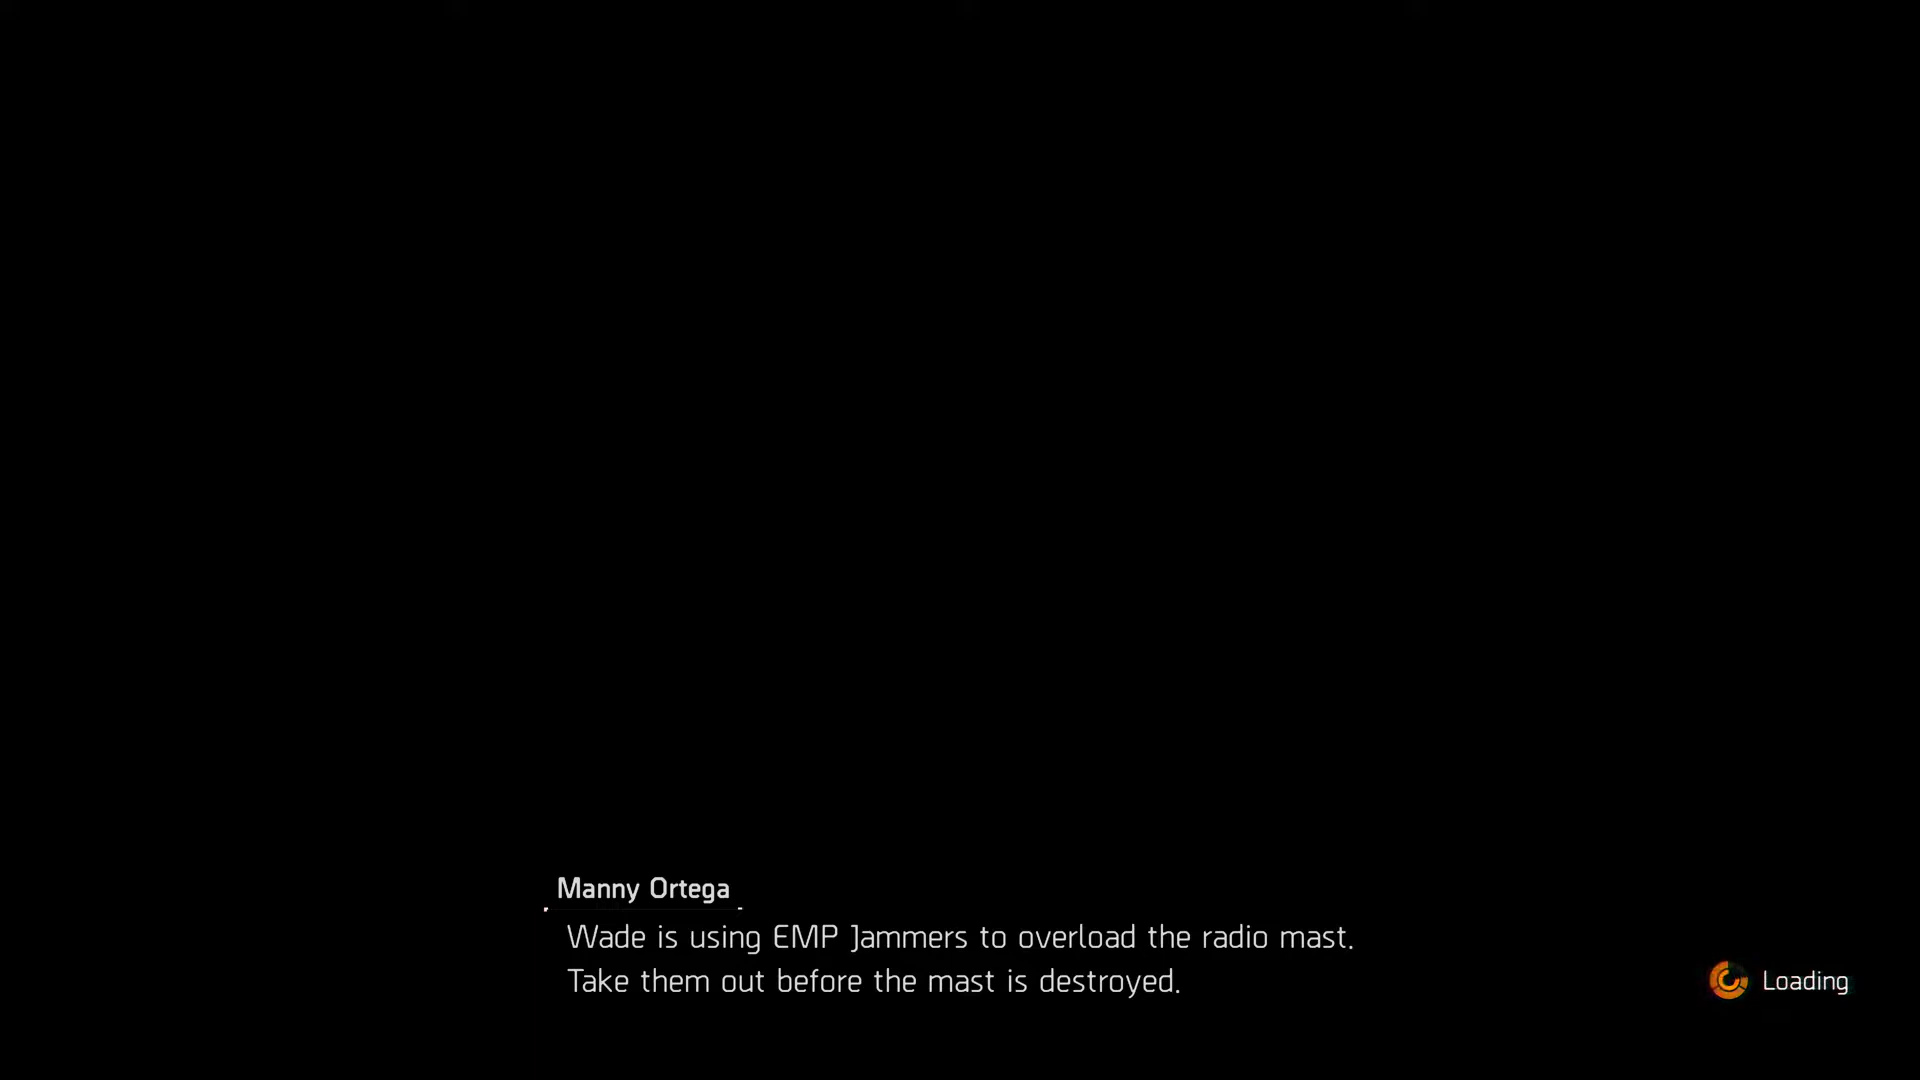 Manny Ortega
Wade is using EMP Jammers to overload the radio mast.
Take them out before the mast is destroyed.
Loading